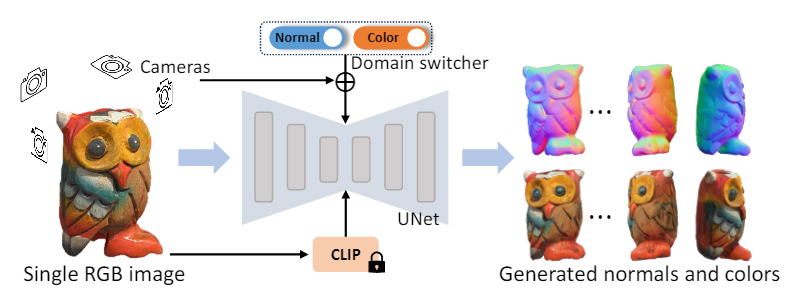 Normal
Color
Domain switcher
Cameras
UNet
CLIP
Single RGB image
Generated normals and colors